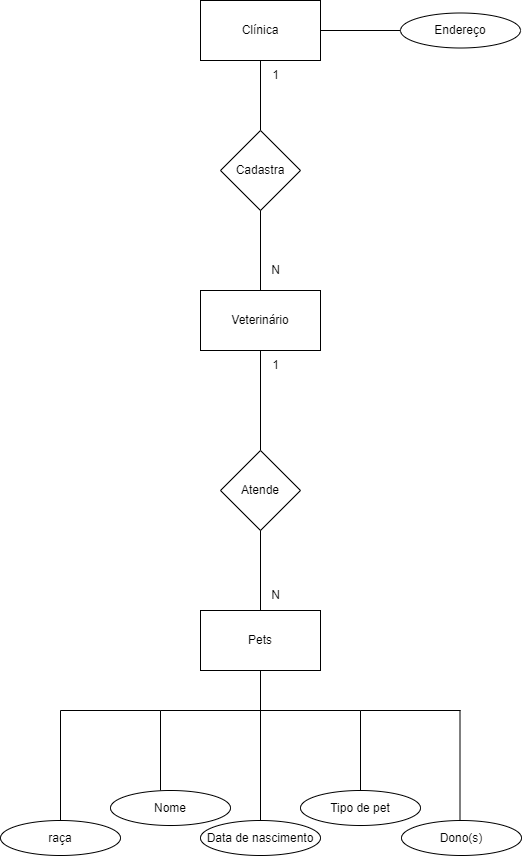 Clínica
Endereço
1
Cadastra
N
Veterinário
1
Atende
N
Pets
Nome
Tipo de pet
raça
Data de nascimento
Dono(s)